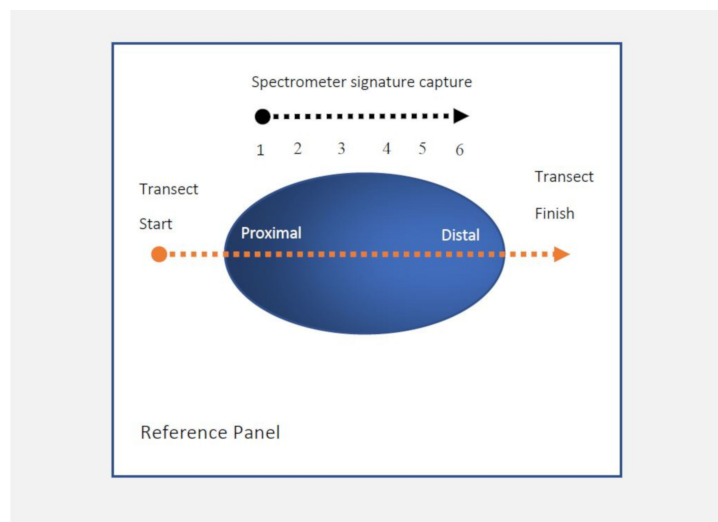 Spectrometer signature capture
1 2 3 4 5 6
Transect
Start
Transect
Finish
Proximal
Distal
Reference Panel